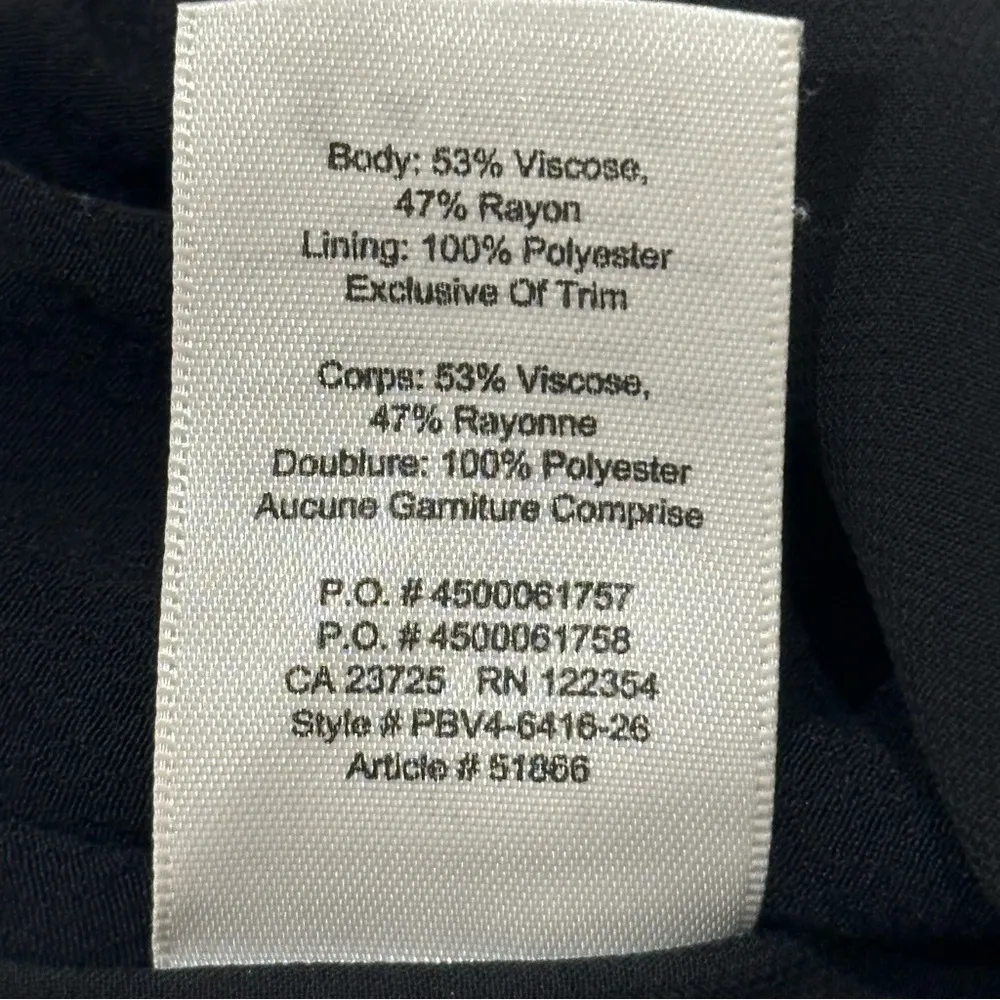 Body: 53% Viscose,
47% Rayon
Lining: 100% Polyester
Exclusive Of Trim
Corps: 53% Viscose,
47% Rayonne
Doublure: 100% Polyester
Aucune Garniture Comprise
P.O. # 4500061757
P.O. # 4500061758
CA 23725 RN 122354
Style # PBV4-6416-26
Article # 51866